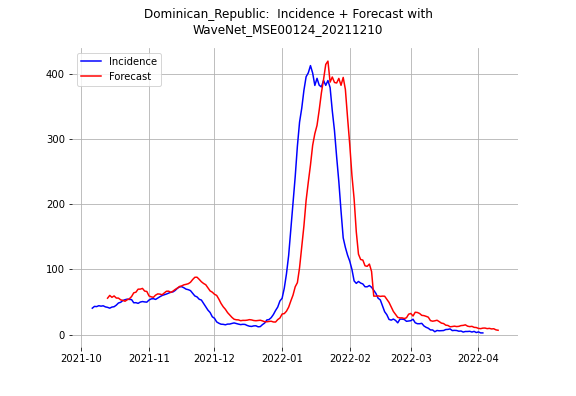 Dominican_Republic:  Incidence + Forecast with
WaveNet_MSE00124_20211210
Incidence
Forecast
400
300
200
100
0
2021-10 2021-11 2021-12 2022-01 2022-02 2022-03 2022-04